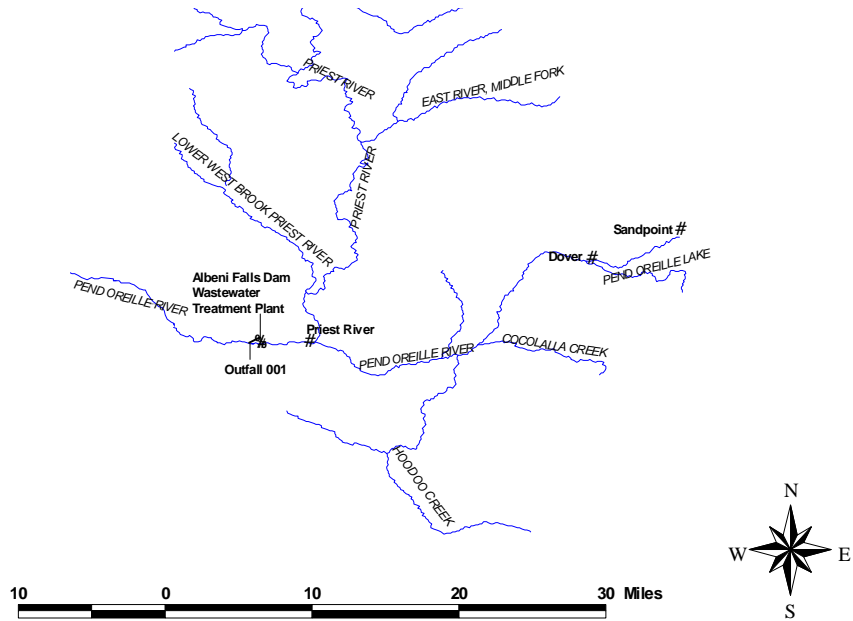 PRIEST RIVER
EAST RIVER, MIDDLE FORK
LOWER WEST BROOK PRIEST RIVER
PRIEST RIVER
Sandpoint #
Dover #
PEND OREILLE LAKE
Albeni Falls Dam
Wastewater
Treatment Plant
PEND OREILLE RIVER
Priest River
#
%
Outfall 001
PEND OREILLE RIVER
COCOLALLA CREEK
HOODOO CREEK
N
W E
S
10 0 10 20 30 Miles